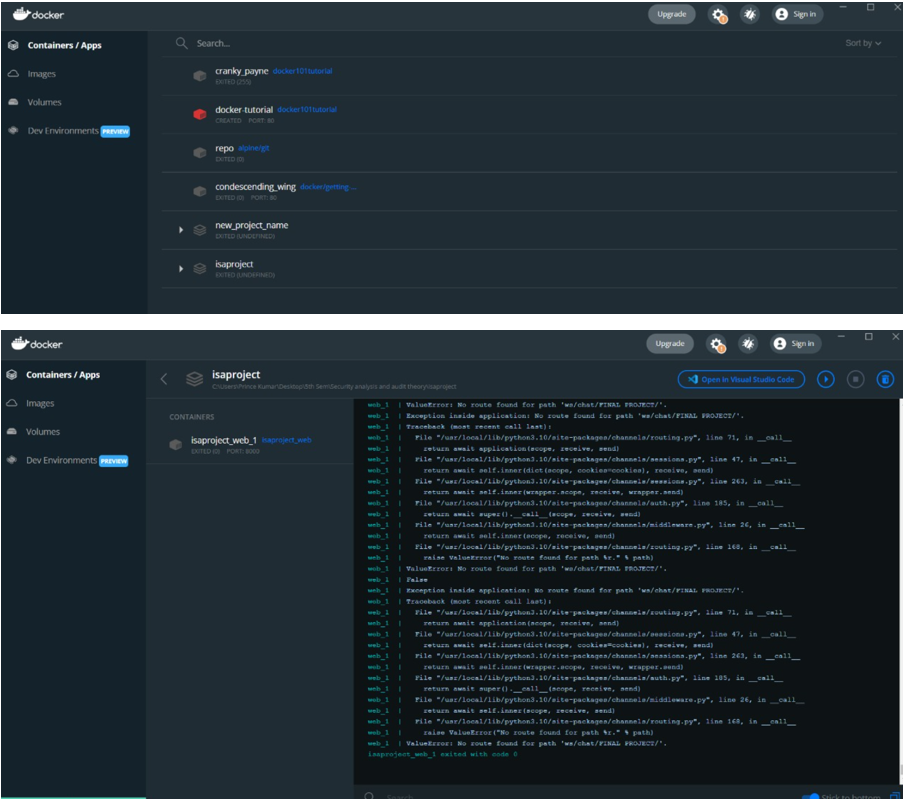 docker
Upgrade
Sign in
Containers / Apps
Images
Volumes
Dev Environments PREVIEW
Search...
Sort by
cranky_payne docker101tutorial
EXITED (255)
docker-tutorial docker101tutorial
CREATED PORT: 80
repo alpine/git
EXITED (0)
condescending_wing docker/getting-...
EXITED (0) PORT: 80
new_project_name
EXITED (UNDEFINED)
isaproject
EXITED (UNDEFINED)
docker
Upgrade
Sign in
Containers / Apps
Images
Volumes
Dev Environments PREVIEW
isaproject
C:\Users\Prince Kumar\Desktop\5th Sem\Security analysis and audit theory\isaproject
Open in Visual Studio Code
CONTAINERS
isaproject_web_1 isaproject_web
EXITED (0) PORT: 8000
web_1 | ValueError: No route found for path 'ws/chat/FINAL PROJECT/'.
web_1 | Exception inside application: No route found for path 'ws/chat/FINAL PROJECT/'.
web_1 | Traceback (most recent call last):
web_1 | File "/usr/local/lib/python3.10/site-packages/channels/routing.py", line 71, in __call__
web_1 | return await application(scope, receive, send)
web_1 | File "/usr/local/lib/python3.10/site-packages/channels/sessions.py", line 47, in __call__
web_1 | return await self.inner(dict(scope, cookies=cookies), receive, send)
web_1 | File "/usr/local/lib/python3.10/site-packages/channels/sessions.py", line 263, in __call__
web_1 | return await self.inner(wrapper.scope, receive, wrapper.send)
web_1 | File "/usr/local/lib/python3.10/site-packages/channels/auth.py", line 185, in __call__
web_1 | return await super().__call__(scope, receive, send)
web_1 | File "/usr/local/lib/python3.10/site-packages/channels/middleware.py", line 26, in __call__
web_1 | return await self.inner(scope, receive, send)
web_1 | File "/usr/local/lib/python3.10/site-packages/channels/routing.py", line 168, in __call__
web_1 | raise ValueError("No route found for path %r." % path)
web_1 | ValueError: No route found for path 'ws/chat/FINAL PROJECT/'.
web_1 | False
web_1 | Exception inside application: No route found for path 'ws/chat/FINAL PROJECT/'.
web_1 | Traceback (most recent call last):
web_1 | File "/usr/local/lib/python3.10/site-packages/channels/routing.py", line 71, in __call__
web_1 | return await application(scope, receive, send)
web_1 | File "/usr/local/lib/python3.10/site-packages/channels/sessions.py", line 47, in __call__
web_1 | return await self.inner(dict(scope, cookies=cookies), receive, send)
web_1 | File "/usr/local/lib/python3.10/site-packages/channels/sessions.py", line 263, in __call__
web_1 | return await self.inner(wrapper.scope, receive, wrapper.send)
web_1 | File "/usr/local/lib/python3.10/site-packages/channels/auth.py", line 185, in __call__
web_1 | return await super().__call__(scope, receive, send)
web_1 | File "/usr/local/lib/python3.10/site-packages/channels/middleware.py", line 26, in __call__
web_1 | return await self.inner(scope, receive, send)
web_1 | File "/usr/local/lib/python3.10/site-packages/channels/routing.py", line 168, in __call__
web_1 | raise ValueError("No route found for path %r." % path)
web_1 | ValueError: No route found for path 'ws/chat/FINAL PROJECT/'.
isaproject_web_1 exited with code 0
Search...
Stick to bottom